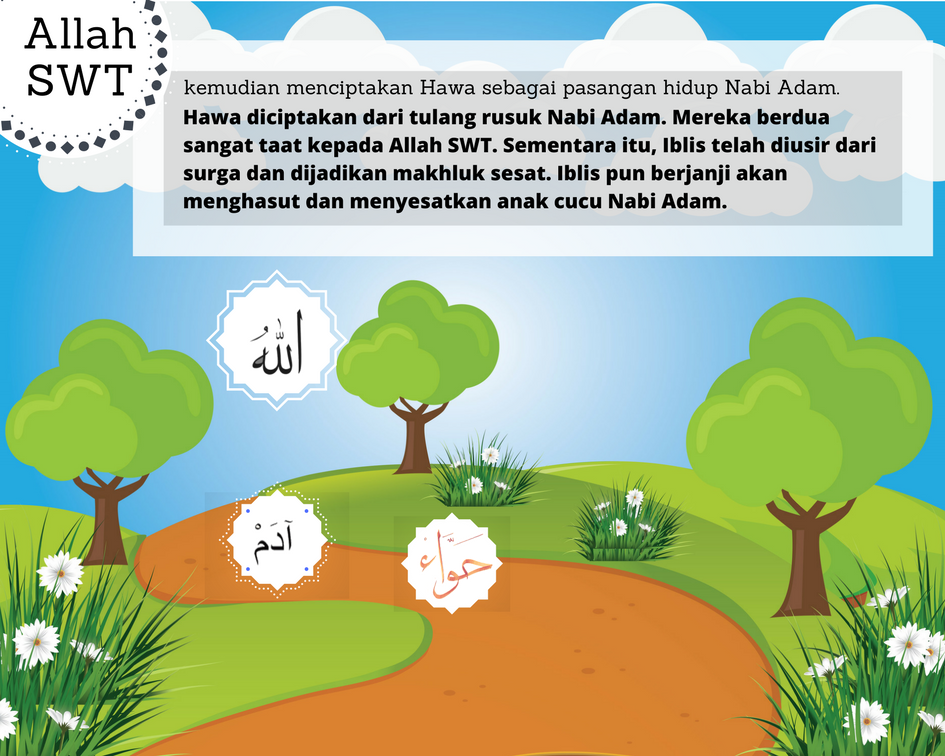 Allah
SWT
kemudian menciptakan Hawa sebagai pasangan hidup Nabi Adam.
Hawa diciptakan dari tulang rusuk Nabi Adam. Mereka berdua
sangat taat kepada Allah SWT. Sementara itu, Iblis telah diusir dari
surga dan dijadikan makhluk sesat. Iblis pun berjanji akan
menghasut dan menyesatkan anak cucu Nabi Adam.
اللهُ
آدَمْ
حَوَّاءْ